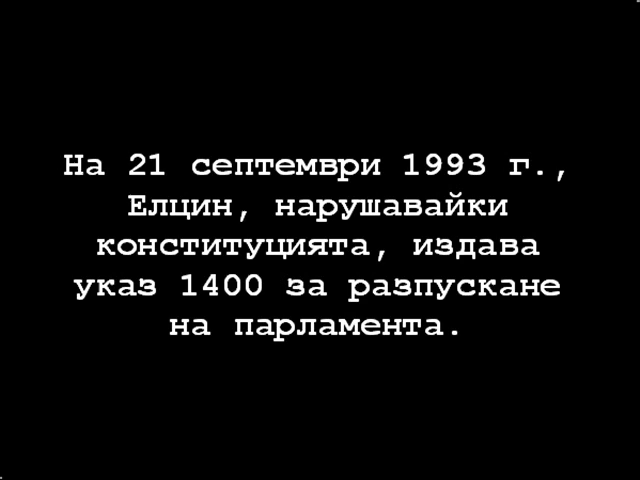 На 21 септември 1993 г.,
Елцин, нарушавайки
конституцията, издава
указ 1400 за разпускане
на парламента.